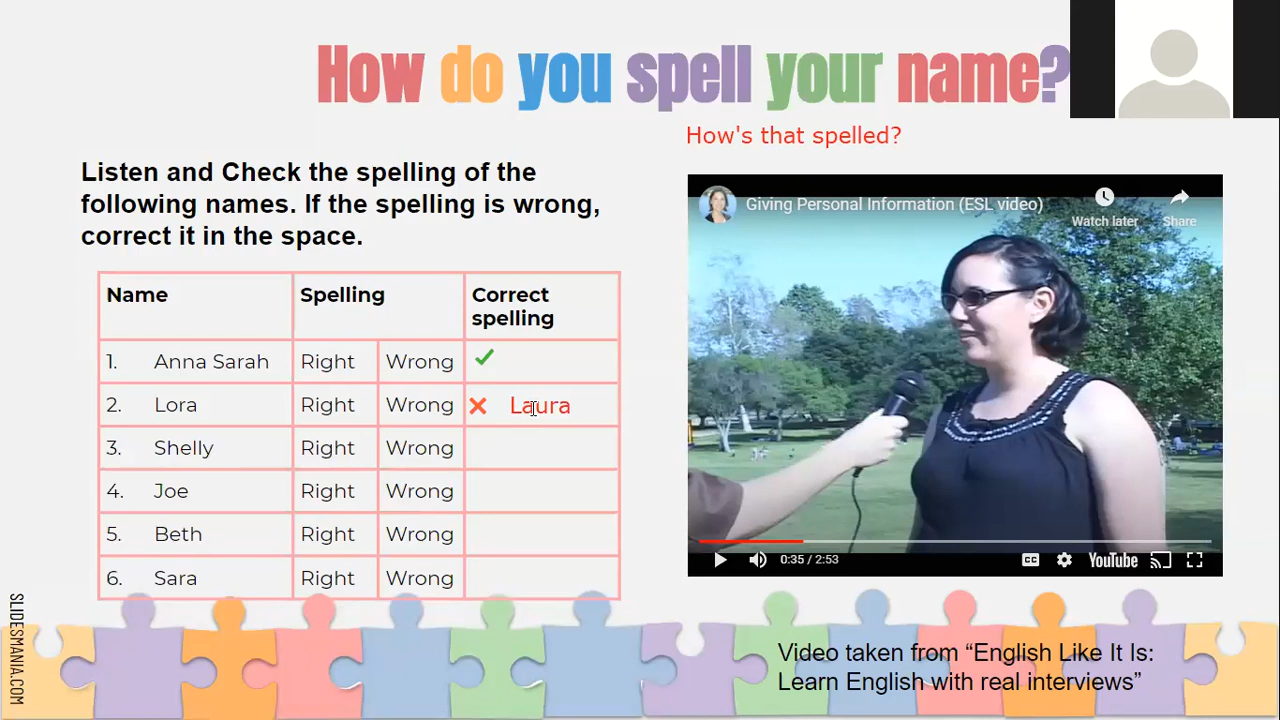 How do you spell your name?
How's that spelled?
Listen and Check the spelling of the
following names. If the spelling is wrong,
correct it in the space.
Name Spelling Correct
spelling
1. Anna Sarah Right Wrong
2. Lora Right Wrong Laura
3. Shelly Right Wrong
4. Joe Right Wrong
5. Beth Right Wrong
6. Sara Right Wrong
Giving Personal Information (ESL video)
Watch later Share
0:35 / 2:53 YouTube
Video taken from “English Like It Is:
Learn English with real interviews”
SLIDESMANIA.COM